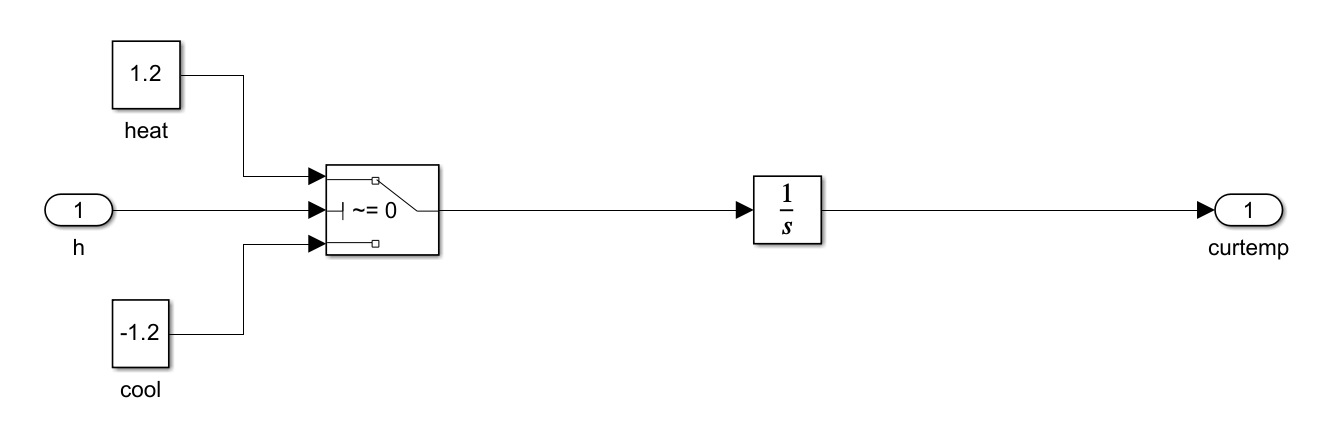 1.2
heat
1
h
~= 0
-1.2
cool
1
s
1
curtemp